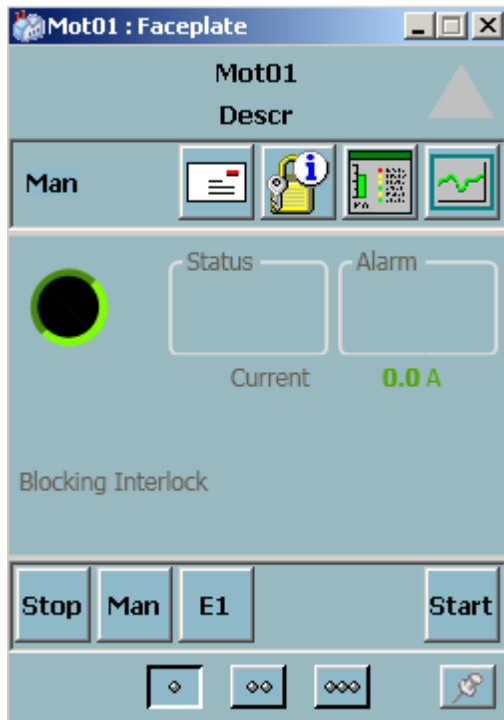 Mot01 : Faceplate
Mot01
Descr
Man
Status
Alarm
Current 0.0 A
Blocking Interlock
Stop Man E1 Start